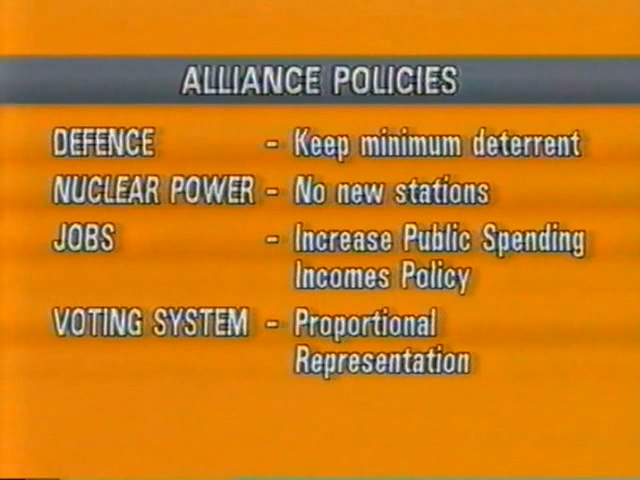 ALLIANCE POLICIES
DEFENCE - Keep minimum deterrent
NUCLEAR POWER - No new stations
JOBS - Increase Public Spending
Incomes Policy
VOTING SYSTEM - Proportional
Representation